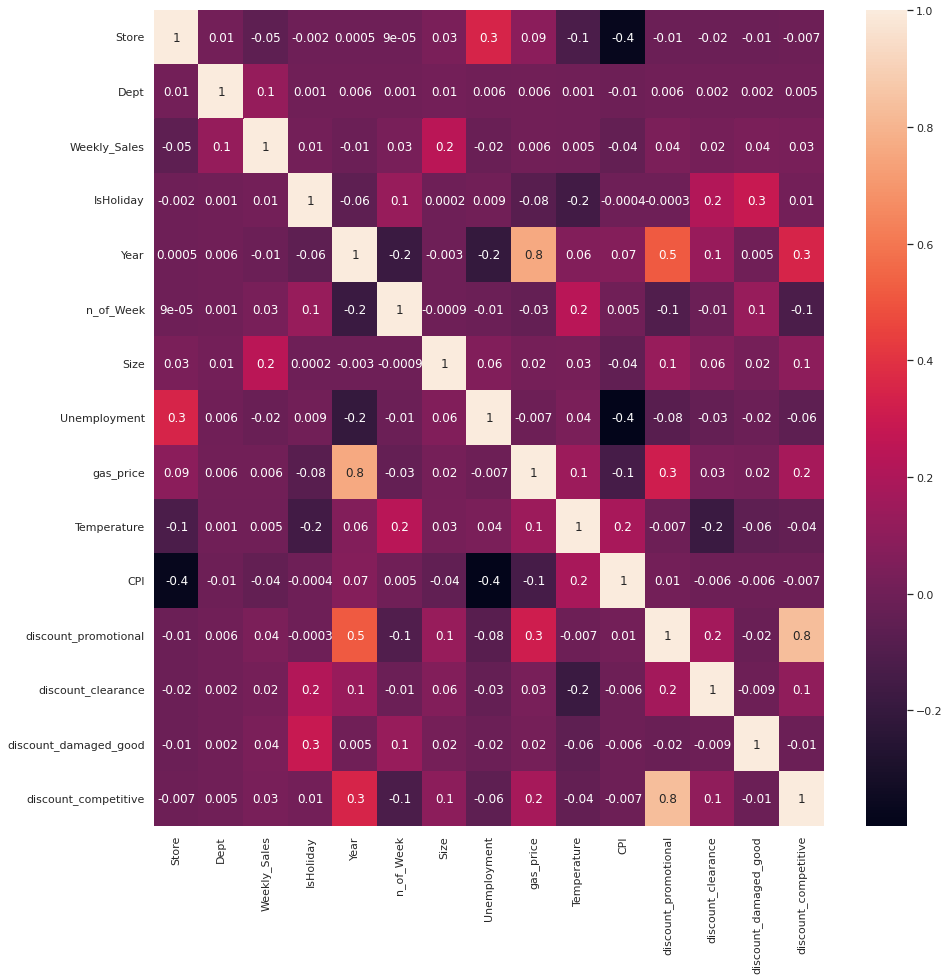 Store 1 0.01 -0.05 -0.002 0.0005 9e-05 0.03 0.3 0.09 -0.1 -0.4 -0.01 -0.02 -0.01 -0.007
Dept 0.01 1 0.1 0.001 0.006 0.001 0.01 0.006 0.006 0.001 -0.01 0.006 0.002 0.002 0.005
Weekly_Sales -0.05 0.1 1 0.01 -0.01 0.03 0.2 -0.02 0.006 0.005 -0.04 0.04 0.02 0.04 0.03
IsHoliday -0.002 0.001 0.01 1 -0.06 0.1 0.0002 0.009 -0.08 -0.2 -0.0004 -0.0003 0.2 0.3 0.01
Year 0.0005 0.006 -0.01 -0.06 1 -0.2 -0.003 -0.2 0.8 0.06 0.07 0.5 0.1 0.005 0.3
n_of_Week 9e-05 0.001 0.03 0.1 -0.2 1 -0.0009 -0.01 -0.03 0.2 0.005 -0.1 -0.01 0.1 -0.1
Size 0.03 0.01 0.2 0.0002 -0.003 -0.0009 1 0.06 0.02 0.03 -0.04 0.1 0.06 0.02 0.1
Unemployment 0.3 0.006 -0.02 0.009 -0.2 -0.01 0.06 1 -0.007 0.04 -0.4 -0.08 -0.03 -0.02 -0.06
gas_price 0.09 0.006 0.006 -0.08 0.8 -0.03 0.02 -0.007 1 0.1 -0.1 0.3 0.03 0.02 0.2
Temperature -0.1 0.001 0.005 -0.2 0.06 0.2 0.03 0.04 0.1 1 0.2 -0.007 -0.2 -0.06 -0.04
CPI -0.4 -0.01 -0.04 -0.0004 0.07 0.005 -0.04 -0.4 -0.1 0.2 1 0.01 -0.006 -0.006 -0.007
discount_promotional -0.01 0.006 0.04 -0.0003 0.5 -0.1 0.1 -0.08 0.3 -0.007 0.01 1 0.2 -0.02 0.8
discount_clearance -0.02 0.002 0.02 0.2 0.1 -0.01 0.06 -0.03 0.03 -0.2 -0.006 0.2 1 -0.009 0.1
discount_damaged_good -0.01 0.002 0.04 0.3 0.005 0.1 0.02 -0.02 0.02 -0.06 -0.006 -0.02 -0.009 1 -0.01
discount_competitive -0.007 0.005 0.03 0.01 0.3 -0.1 0.1 -0.06 0.2 -0.04 -0.007 0.8 0.1 -0.01 1
Store
Dept
Weekly_Sales
IsHoliday
Year
n_of_Week
Size
Unemployment
gas_price
Temperature
CPI
discount_promotional
discount_clearance
discount_damaged_good
discount_competitive
1.0
0.8
0.6
0.4
0.2
0.0
−0.2